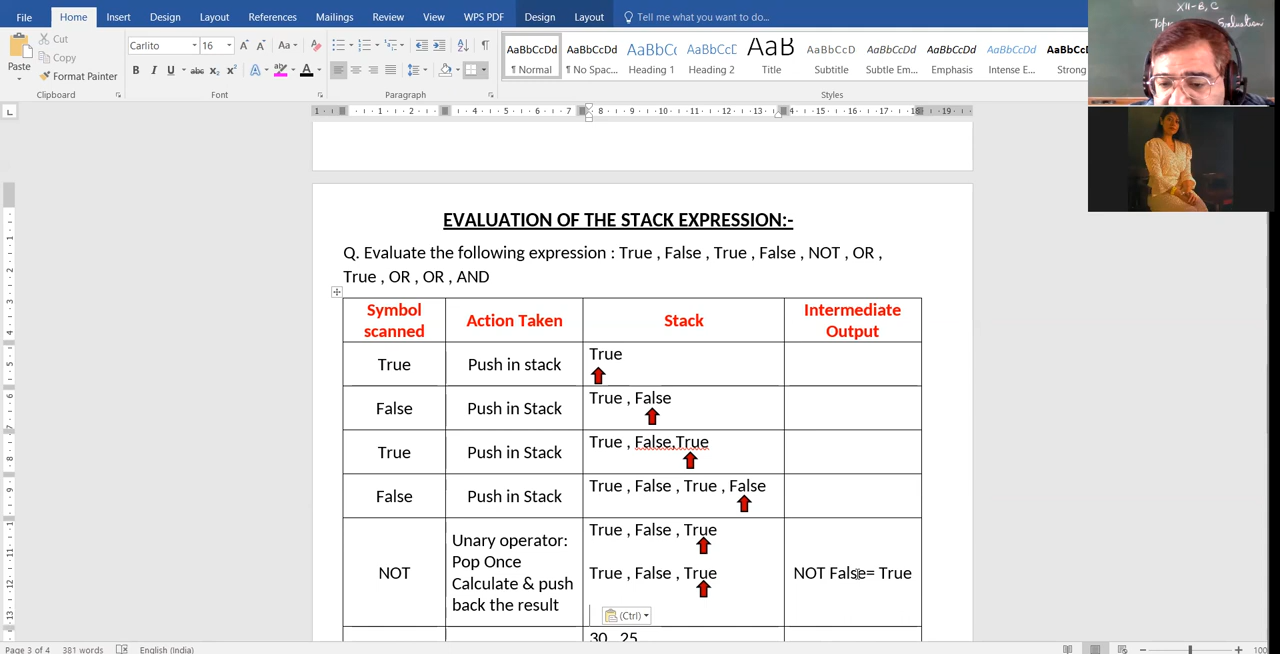 File Home Insert Design Layout References Mailings Review View WPS PDF Design Layout Tell me what you want to do...
Cut
Copy
Paste
Format Painter
Clipboard
Carlito 16
Font
Paragraph
AaBbCcDd AaBbCcDd AaBbCc AaBbCcC AaB AaBbCcD AaBbCcDd AaBbCcDd AaBbCcDd AaBbCc
¶ Normal ¶ No Spac... Heading 1 Heading 2 Title Subtitle Subtle Em... Emphasis Intense E... Strong
Styles
XII-B, C
Evaluation
EVALUATION OF THE STACK EXPRESSION:-
Q. Evaluate the following expression : True , False , True , False , NOT , OR ,
True , OR , OR , AND
Symbol scanned Action Taken Stack Intermediate Output
True Push in stack True
False Push in Stack True , False
True Push in Stack True , False,True
False Push in Stack True , False , True , False
NOT
Unary operator:
Pop Once
Calculate & push
back the result
True , False , True
True , False , True
NOT False= True
(Ctrl)
30 25
Page 3 of 4 381 words English (India)
100